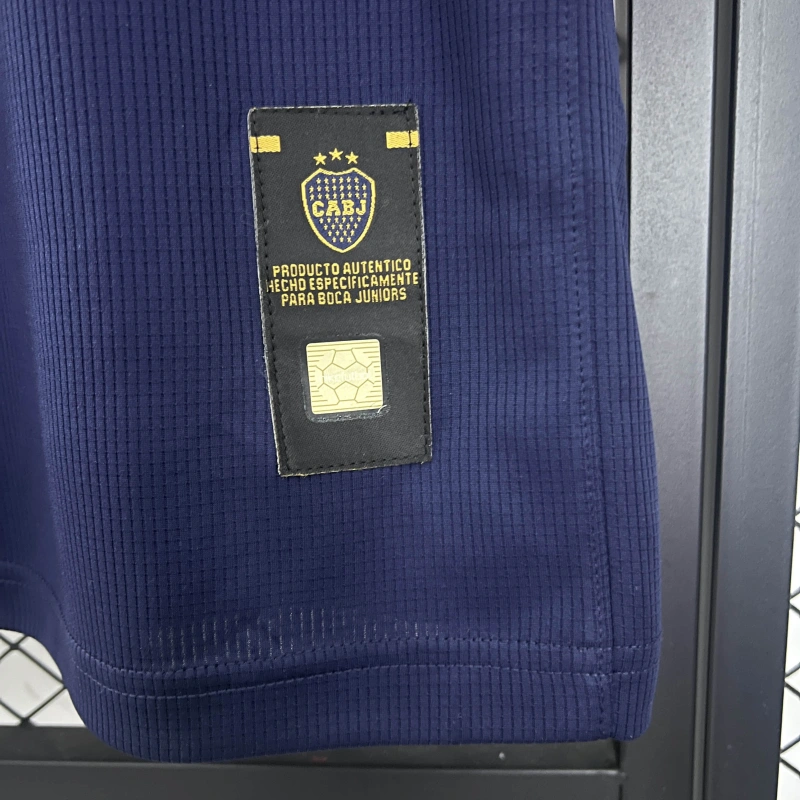 CABJ
PRODUCTO AUTENTICO
HECHO ESPECIFICAMENTE
PARA BOCA JUNIORS